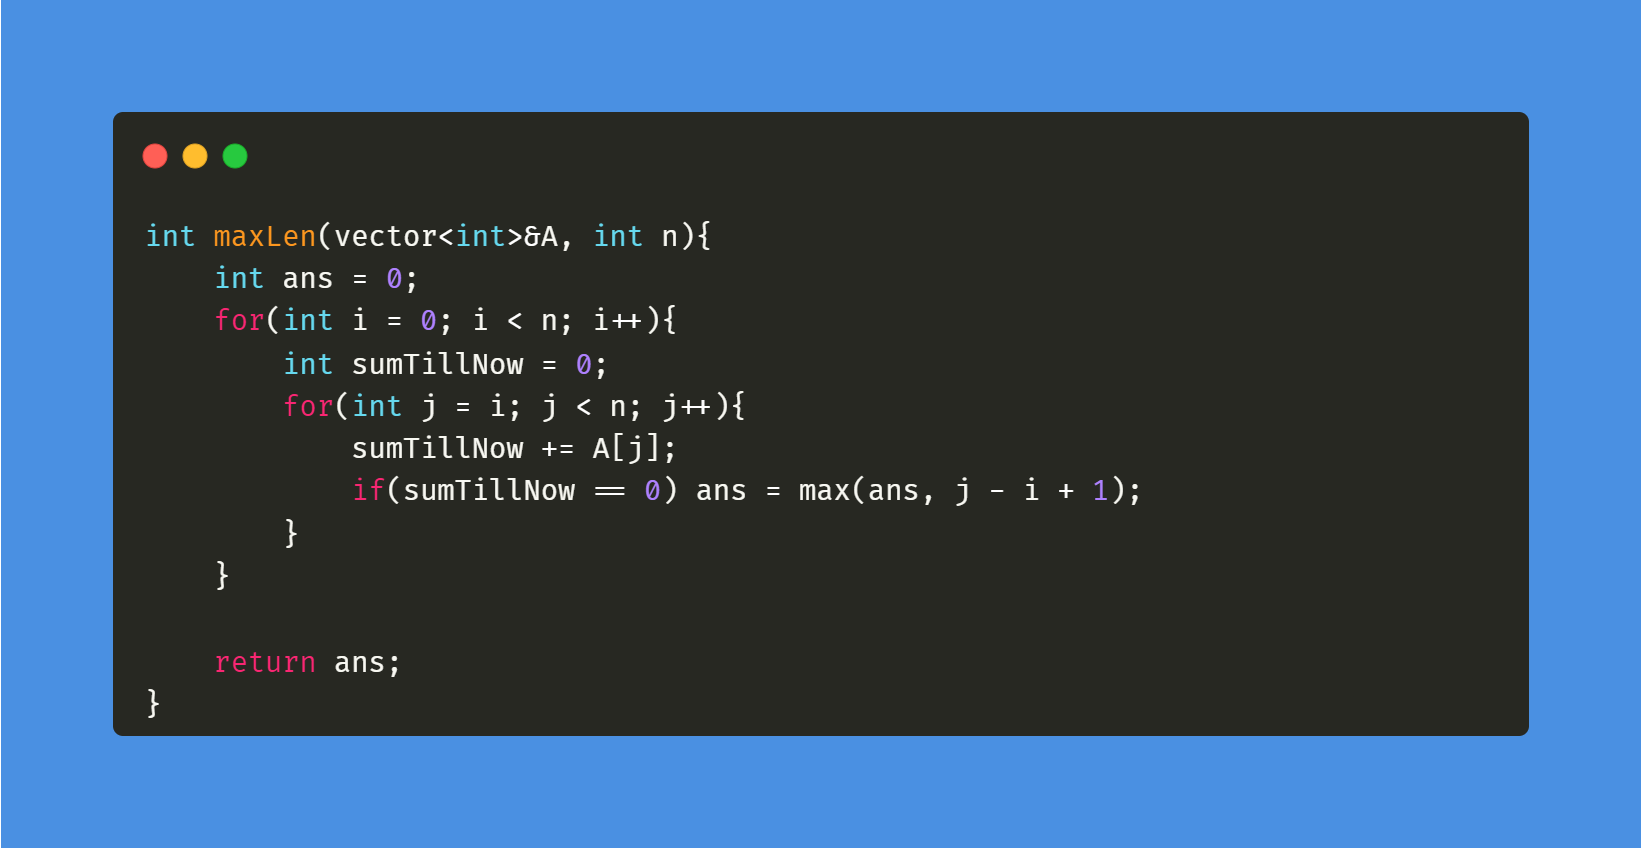 int maxLen(vector<int>&A, int n){
    int ans = 0;
    for(int i = 0; i < n; i++){
        int sumTillNow = 0;
        for(int j = i; j < n; j++){
            sumTillNow += A[j];
            if(sumTillNow == 0) ans = max(ans, j - i + 1);
        }
    }

    return ans;
}